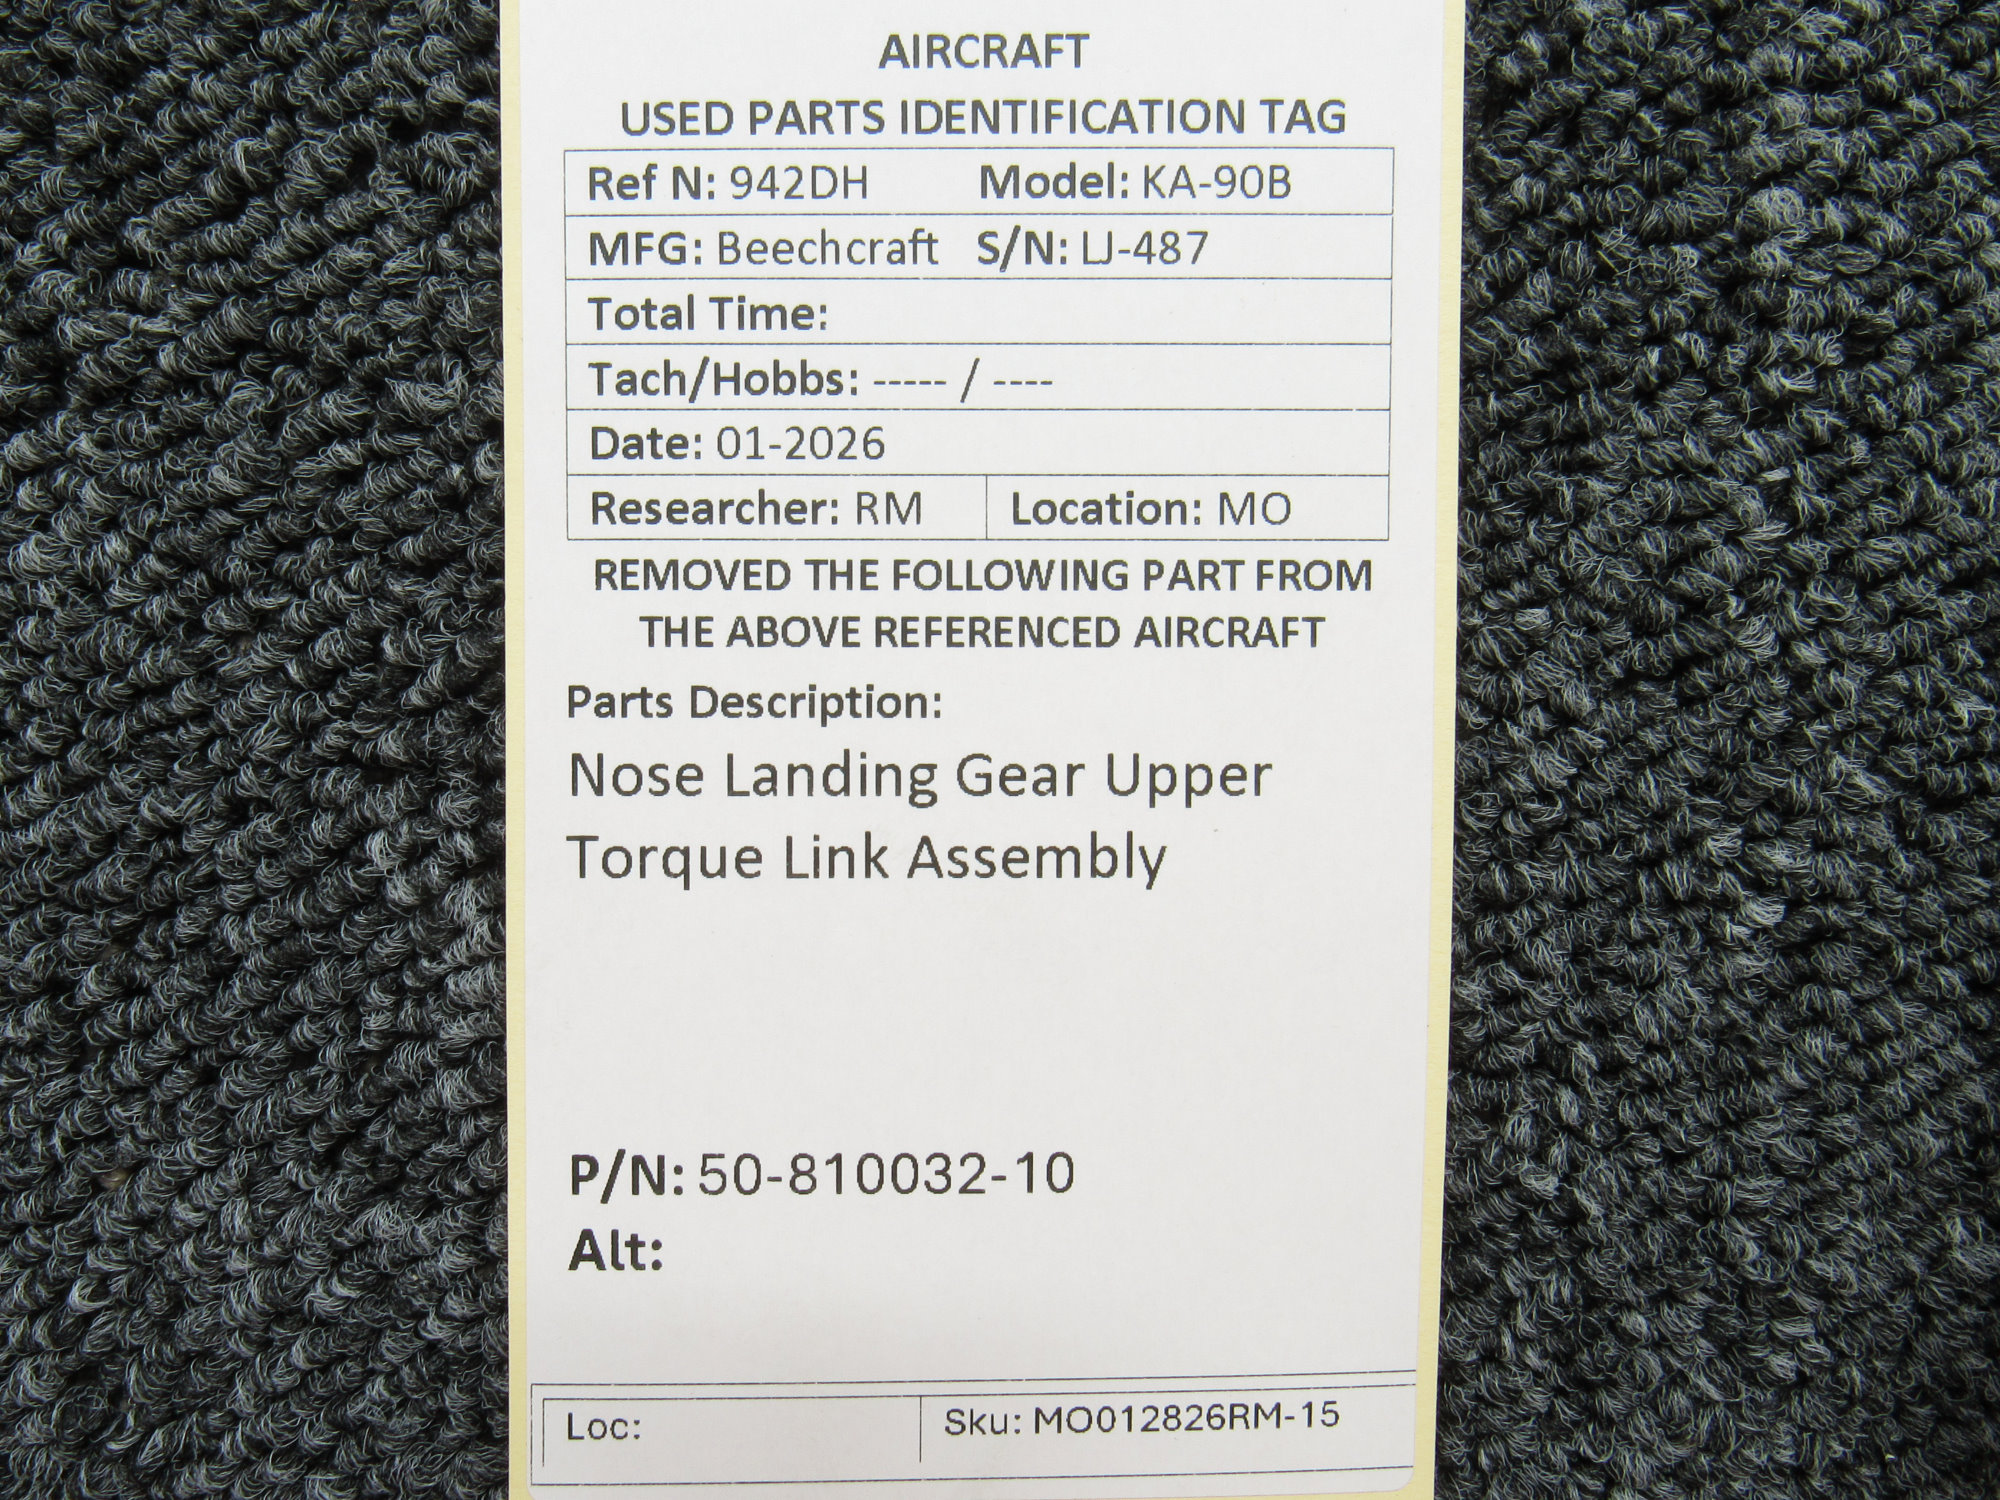 AIRCRAFT
USED PARTS IDENTIFICATION TAG
Ref N: 942DH Model: KA-90B
MFG: Beechcraft S/N: LJ-487
Total Time:
Tach/Hobbs: ----- / ----
Date: 01-2026
Researcher: RM Location: MO
REMOVED THE FOLLOWING PART FROM
THE ABOVE REFERENCED AIRCRAFT
Parts Description:
Nose Landing Gear Upper
Torque Link Assembly
P/N: 50-810032-10
Alt:
Loc: Sku: MO012826RM-15